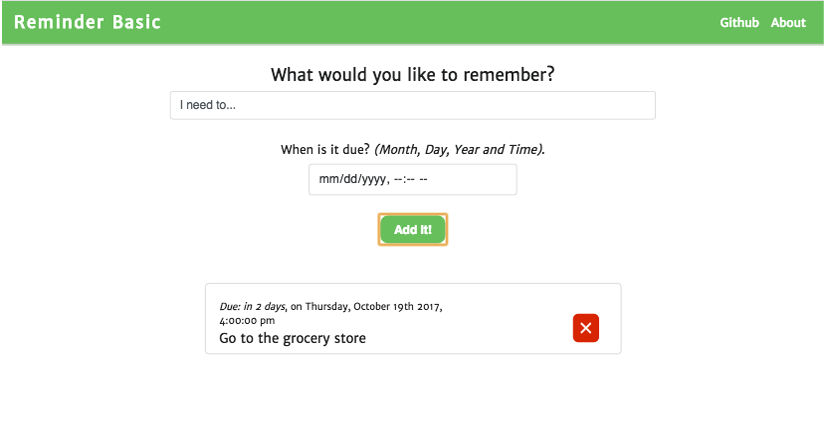 Reminder Basic
Github About
What would you like to remember?
I need to...
When is it due? (Month, Day, Year and Time).
mm/dd/yyyy, --:-- --
Add It!
Due: in 2 days, on Thursday, October 19th 2017,
4:00:00 pm
Go to the grocery store